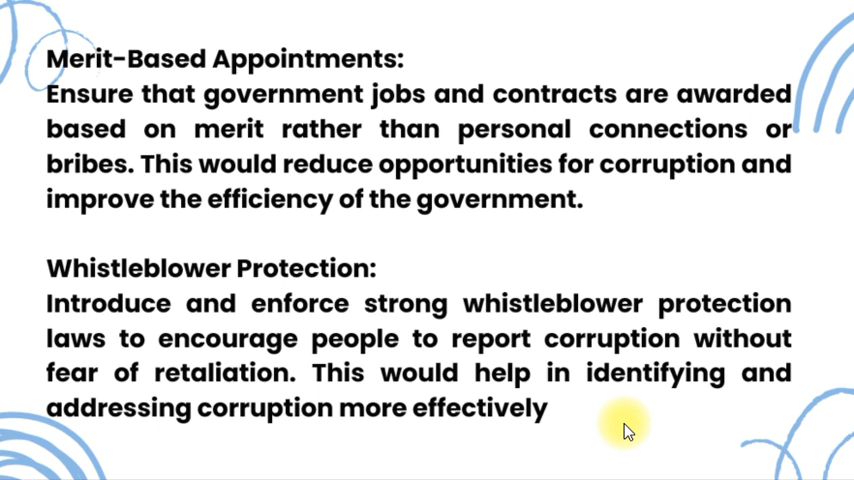 Merit-Based Appointments:
Ensure that government jobs and contracts are awarded
based on merit rather than personal connections or
bribes. This would reduce opportunities for corruption and
improve the efficiency of the government.
Whistleblower Protection:
Introduce and enforce strong whistleblower protection
laws to encourage people to report corruption without
fear of retaliation. This would help in identifying and
addressing corruption more effectively